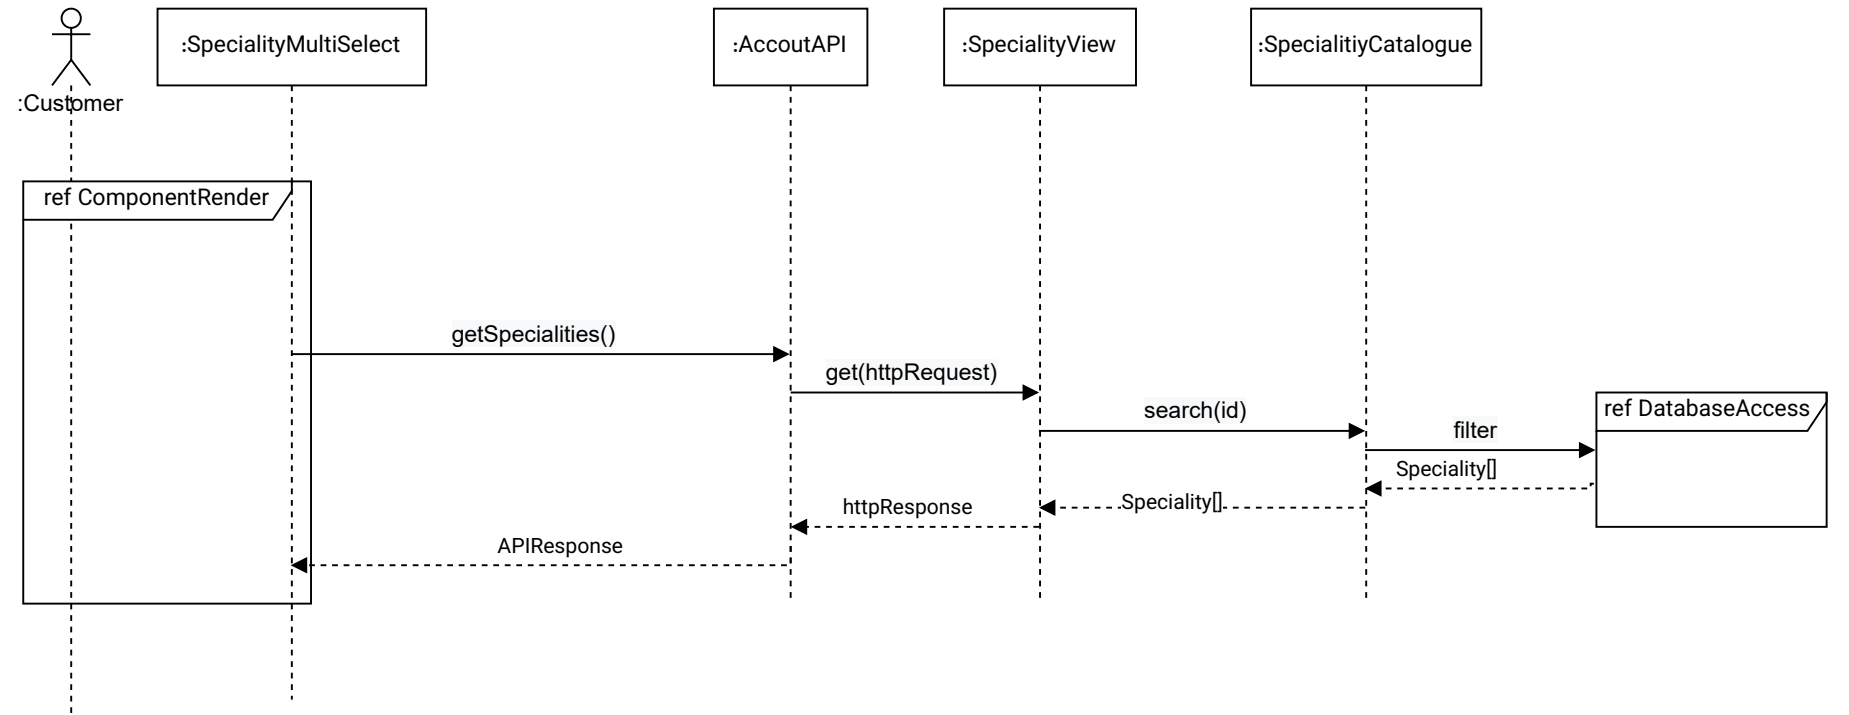 :Customer
:SpecialityMultiSelect
:AccoutAPI
:SpecialityView
:SpecialitiyCatalogue
ref ComponentRender
getSpecialities()
get(httpRequest)
search(id)
filter
ref DatabaseAccess
Speciality[]
Speciality[]
httpResponse
APIResponse